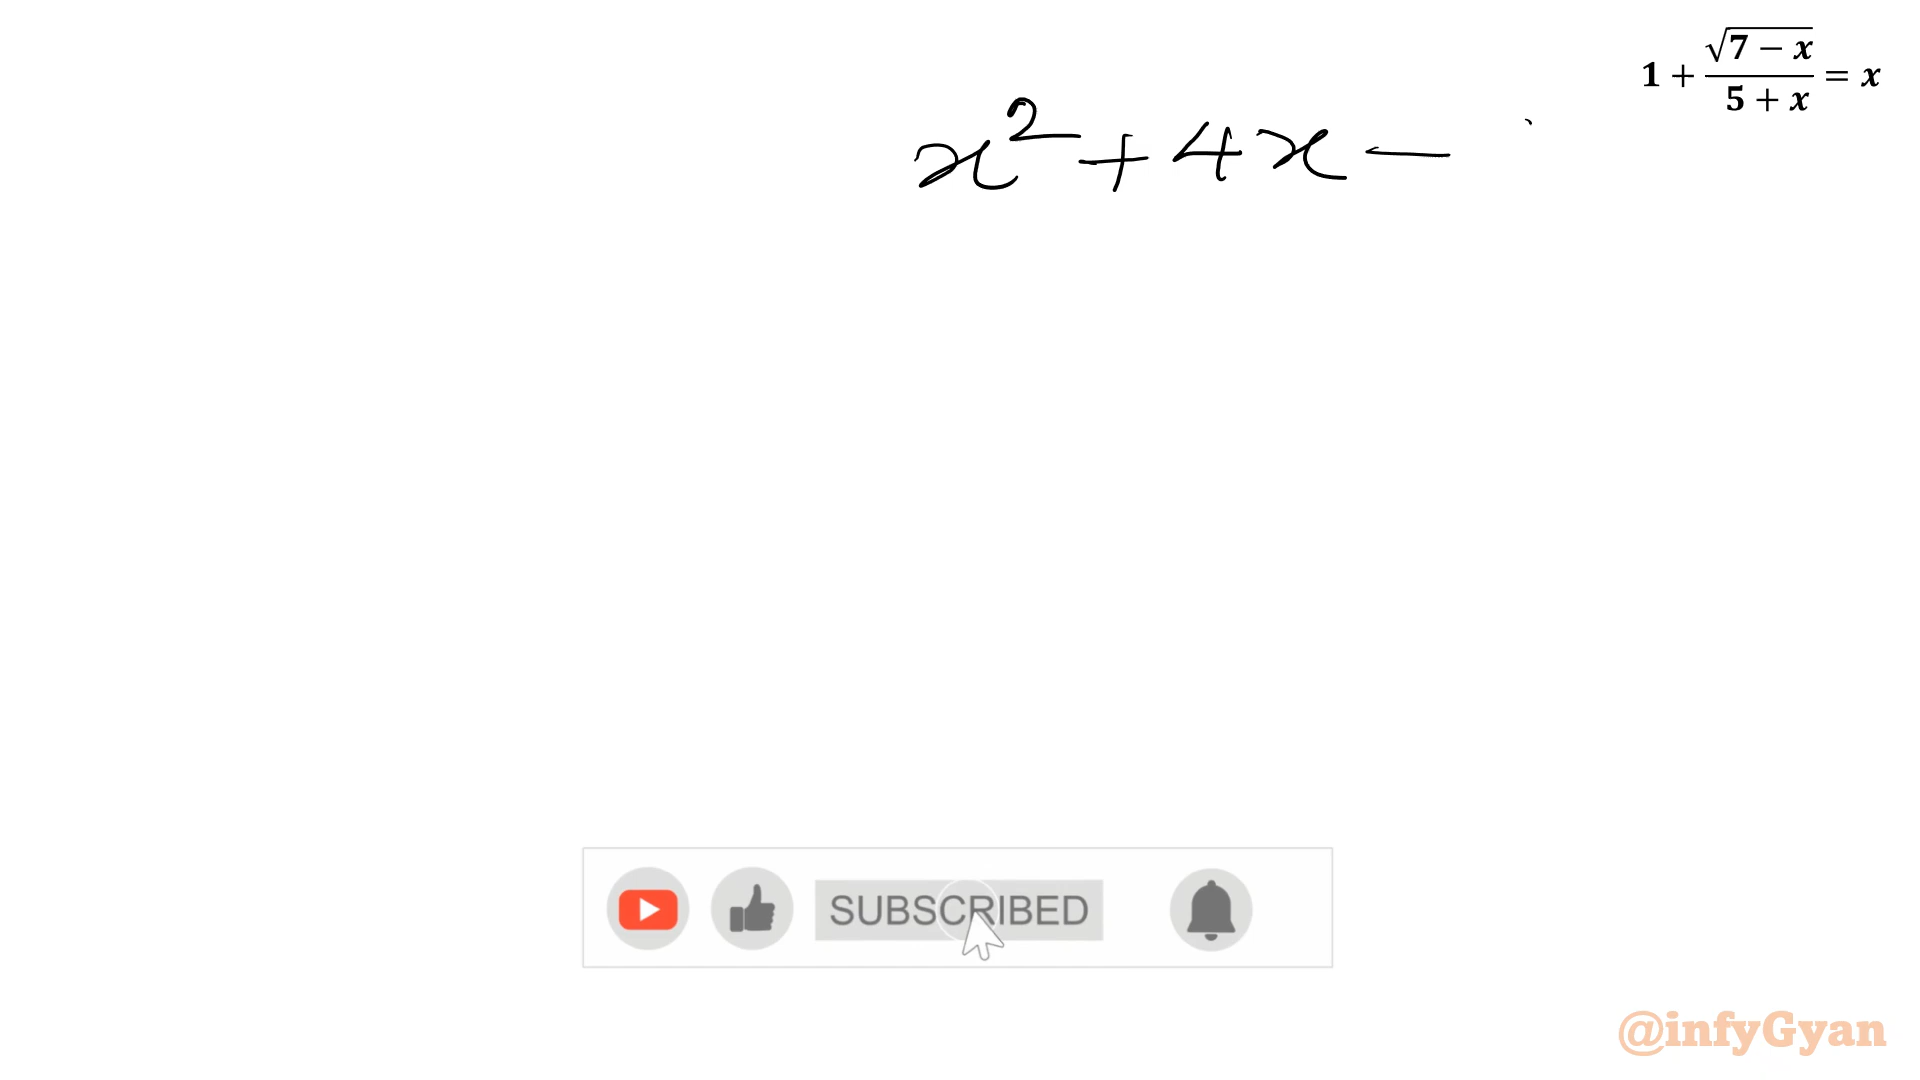 1 + √(7 − x) / (5 + x) = x
x² + 4x −
SUBSCRIBED
@infyGyan